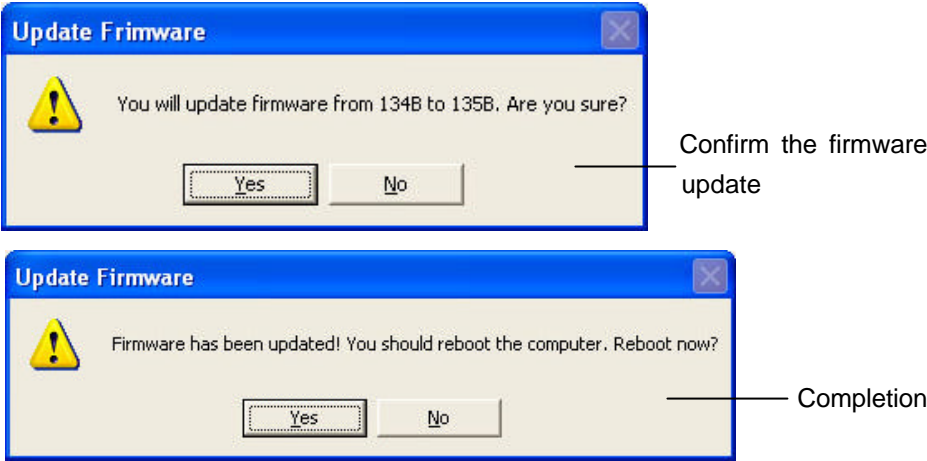 Update Frimware
You will update firmware from 134B to 135B. Are you sure?
Yes No
Confirm the firmware
update
Update Firmware
Firmware has been updated! You should reboot the computer. Reboot now?
Yes No
Completion